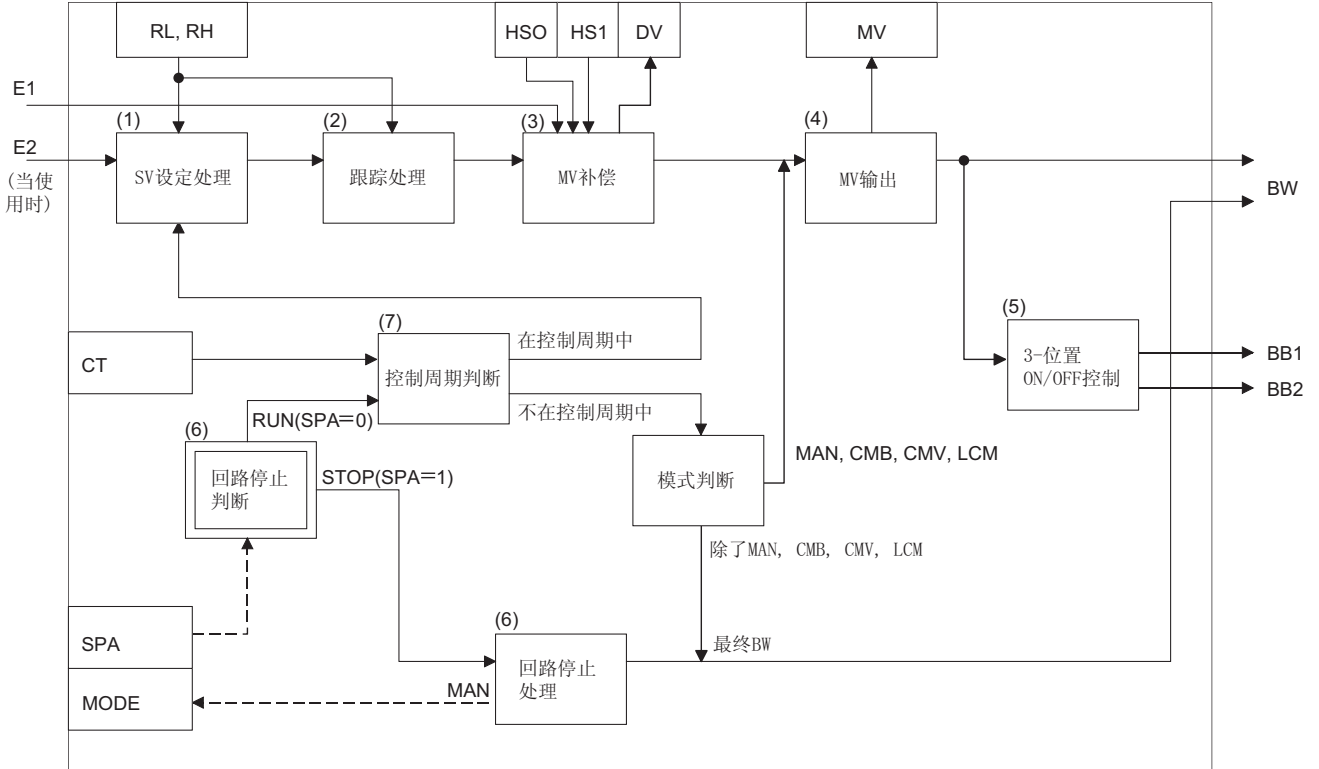 RL, RH
HSO
HS1
DV
MV
E1
(1)
(2)
(3)
(4)
E2
(当使
用时)
SV设定处理
跟踪处理
MV补偿
MV输出
BW
(5)
3-位置
ON/OFF控制
BB1
BB2
(7)
在控制周期中
CT
控制周期判断
不在控制周期中
RUN(SPA=0)
(6)
回路停止
判断
STOP(SPA=1)
模式判断
MAN, CMB, CMV, LCM
除了MAN, CMB, CMV, LCM
(6)
SPA
最终BW
回路停止
处理
MAN
MODE